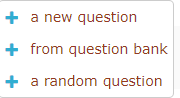 a new question
from question bank
a random question